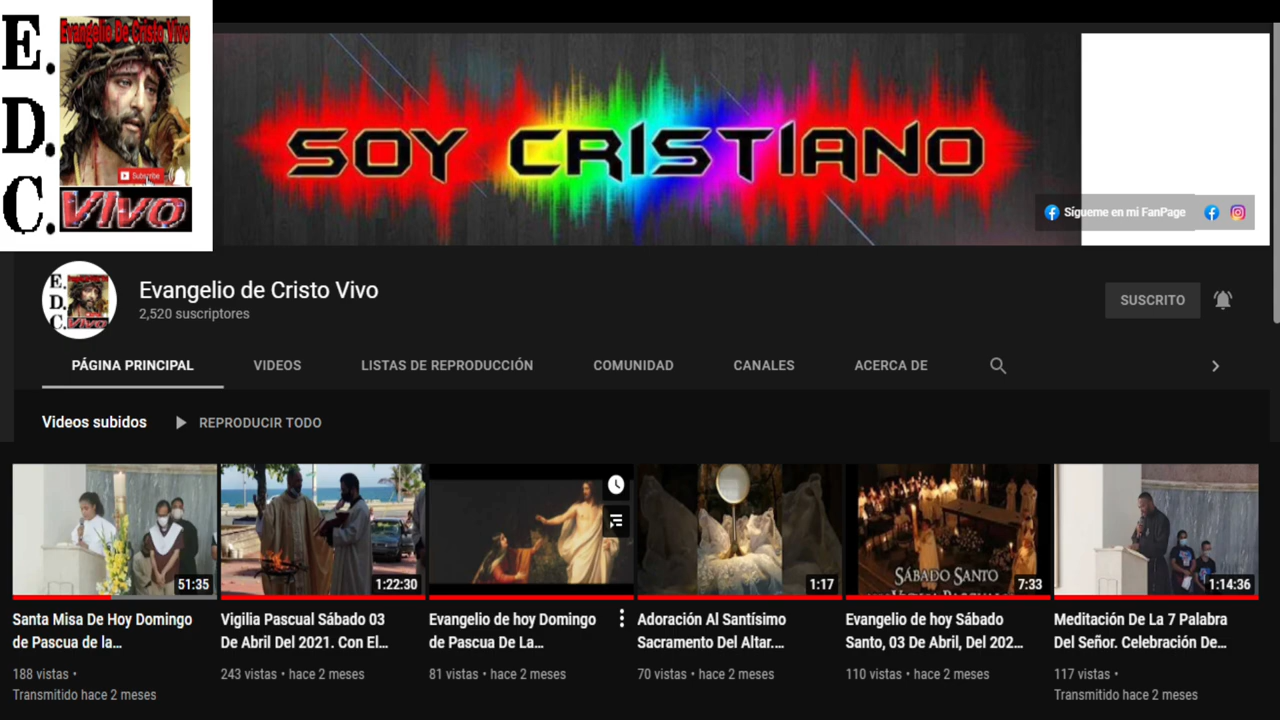 E.
D.
C.
Evangelio De Cristo Vivo
Subscribe
Vivo
SOY CRISTIANO
Sígueme en mi FanPage
Evangelio de Cristo Vivo
2,520 suscriptores
SUSCRITO
PÁGINA PRINCIPAL
VIDEOS
LISTAS DE REPRODUCCIÓN
COMUNIDAD
CANALES
ACERCA DE
Videos subidos
REPRODUCIR TODO
51:35
1:22:30
1:17
SÁBADO SANTO
7:33
1:14:36
Santa Misa De Hoy Domingo
de Pascua de la...
188 vistas •
Transmitido hace 2 meses
Vigilia Pascual Sábado 03
De Abril Del 2021. Con El...
243 vistas • hace 2 meses
Evangelio de hoy Domingo
de Pascua De La...
81 vistas • hace 2 meses
Adoración Al Santísimo
Sacramento Del Altar....
70 vistas • hace 2 meses
Evangelio de hoy Sábado
Santo, 03 De Abril, Del 202...
110 vistas • hace 2 meses
Meditación De La 7 Palabra
Del Señor. Celebración De...
117 vistas •
Transmitido hace 2 meses